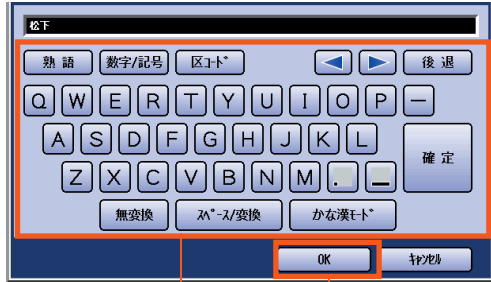 松下
熟語 数字/記号 区ｺｰﾄﾞ 後退
Q W E R T Y U I O P ー
A S D F G H J K L 確定
Z X C V B N M . _
無変換 ｽﾍﾟｰｽ/変換 かな漢ﾓｰﾄﾞ
OK ｷｬﾝｾﾙ